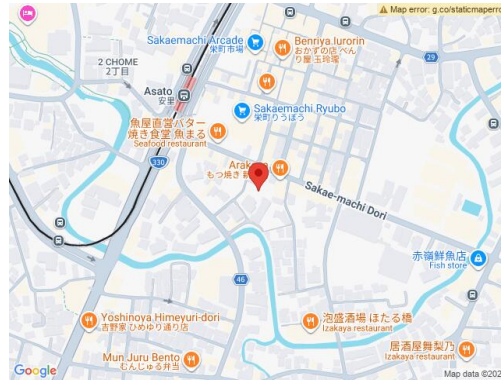 Map error: g.co/staticmaperro
Sakaemachi Arcade
栄町市場
Benriya.Iurorin
おかずの店 べん
り屋 玉玲瓏
29
2 CHOME
2丁目
Asato
安里
Sakaemachi Ryubo
栄町りうぼう
魚屋直営バター
焼き食堂 魚まる
Seafood restaurant
330
Arak
もつ焼き 新
Sakae-machi Dori
赤嶺鮮魚店
Fish store
46
Yoshinoya Himeyuri-dori
吉野家 ひめゆり通り店
泡盛酒場 ほたる橋
Izakaya restaurant
Mun Juru Bento
むんじゅる弁当
居酒屋舞梨乃
Izakaya restaurant
Google
Map data ©202